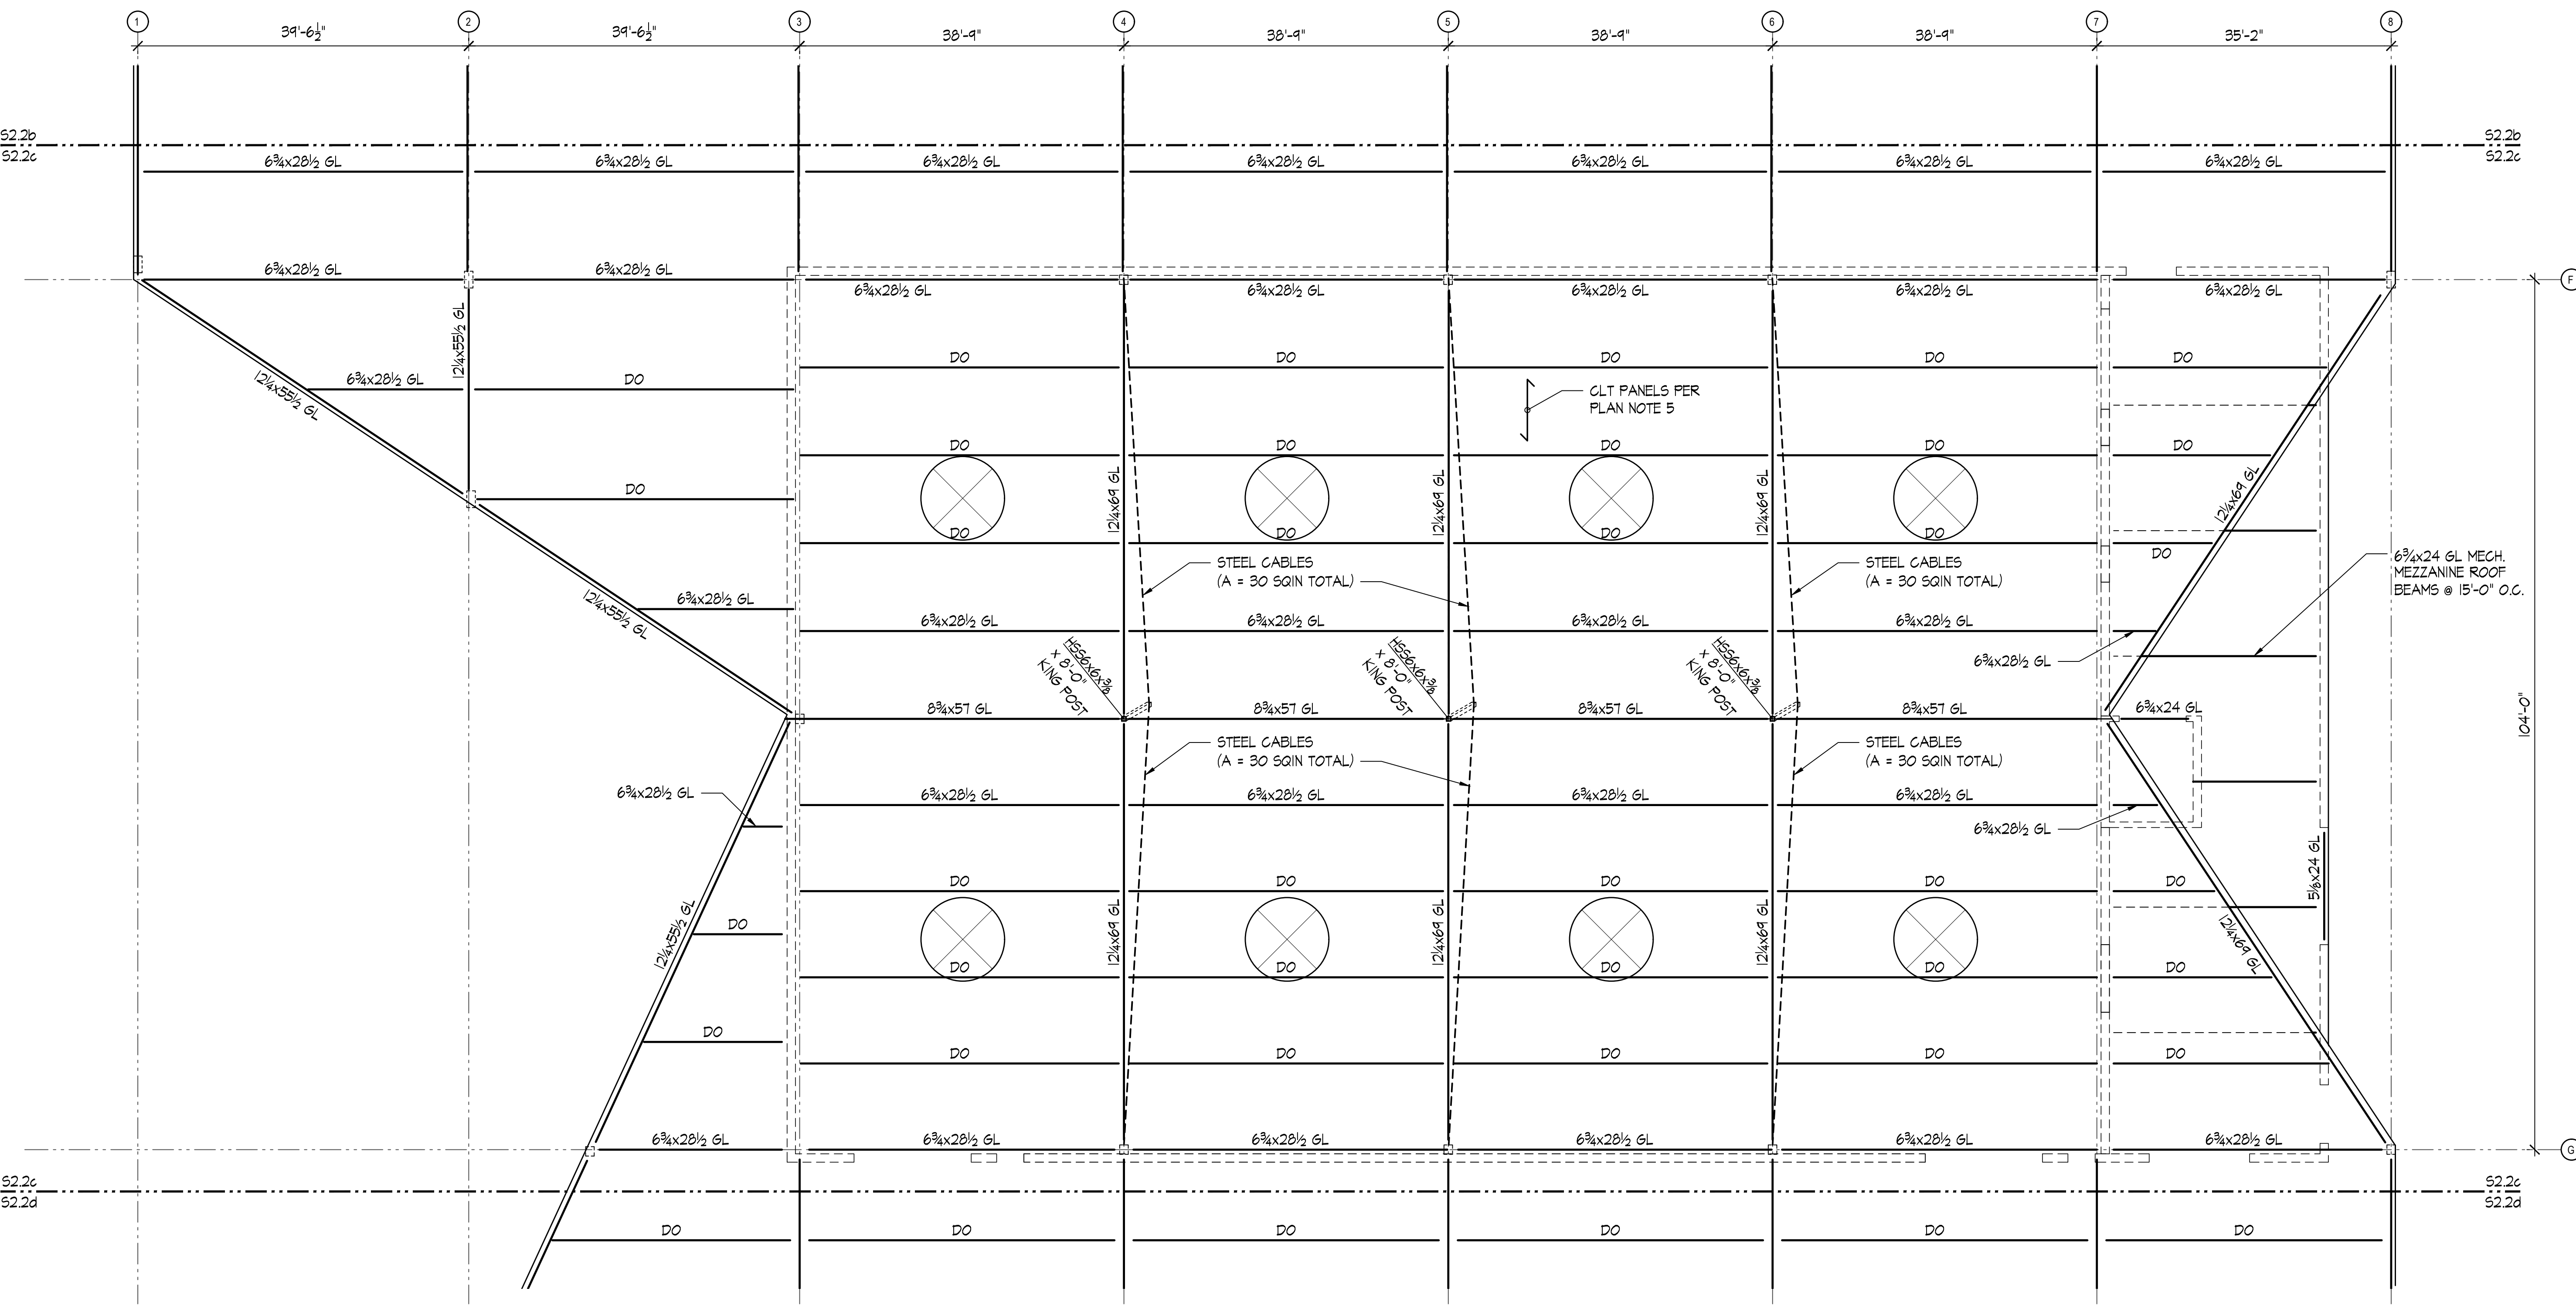 1
2
3
4
5
6
7
8
39'-6½"
39'-6½"
38'-9"
38'-9"
38'-9"
38'-9"
35'-2"
S2.2b
S2.2c
S2.2b
S2.2c
6¾x28½ GL
6¾x28½ GL
6¾x28½ GL
6¾x28½ GL
6¾x28½ GL
6¾x28½ GL
6¾x28½ GL
6¾x28½ GL
6¾x28½ GL
F
6¾x28½ GL
6¾x28½ GL
6¾x28½ GL
6¾x28½ GL
6¾x28½ GL
12¼x55½ GL
12¼x55½ GL
6¾x28½ GL
DO
DO
DO
DO
DO
DO
CLT PANELS PER
PLAN NOTE 5
DO
DO
DO
DO
DO
DO
12¼x69 GL
12¼x69 GL
12¼x69 GL
12¼x69 GL
DO
DO
DO
DO
DO
STEEL CABLES
(A = 30 SQIN TOTAL)
STEEL CABLES
(A = 30 SQIN TOTAL)
6¾x24 GL MECH.
MEZZANINE ROOF
BEAMS @ 15'-0" O.C.
12¼x55½ GL
6¾x28½ GL
6¾x28½ GL
6¾x28½ GL
6¾x28½ GL
6¾x28½ GL
6¾x28½ GL
HSS6x6x⅜
x 8'-0"
KING POST
HSS6x6x⅜
x 8'-0"
KING POST
HSS6x6x⅜
x 8'-0"
KING POST
8¾x57 GL
8¾x57 GL
8¾x57 GL
8¾x57 GL
6¾x24 GL
104'-0"
STEEL CABLES
(A = 30 SQIN TOTAL)
STEEL CABLES
(A = 30 SQIN TOTAL)
6¾x28½ GL
6¾x28½ GL
6¾x28½ GL
6¾x28½ GL
6¾x28½ GL
6¾x28½ GL
5⅛x24 GL
DO
DO
DO
DO
DO
12¼x55½ GL
DO
12¼x69 GL
12¼x69 GL
12¼x69 GL
12¼x69 GL
DO
DO
DO
DO
DO
DO
DO
DO
DO
DO
DO
6¾x28½ GL
6¾x28½ GL
6¾x28½ GL
6¾x28½ GL
6¾x28½ GL
6¾x28½ GL
G
S2.2c
S2.2d
S2.2c
S2.2d
DO
DO
DO
DO
DO
DO